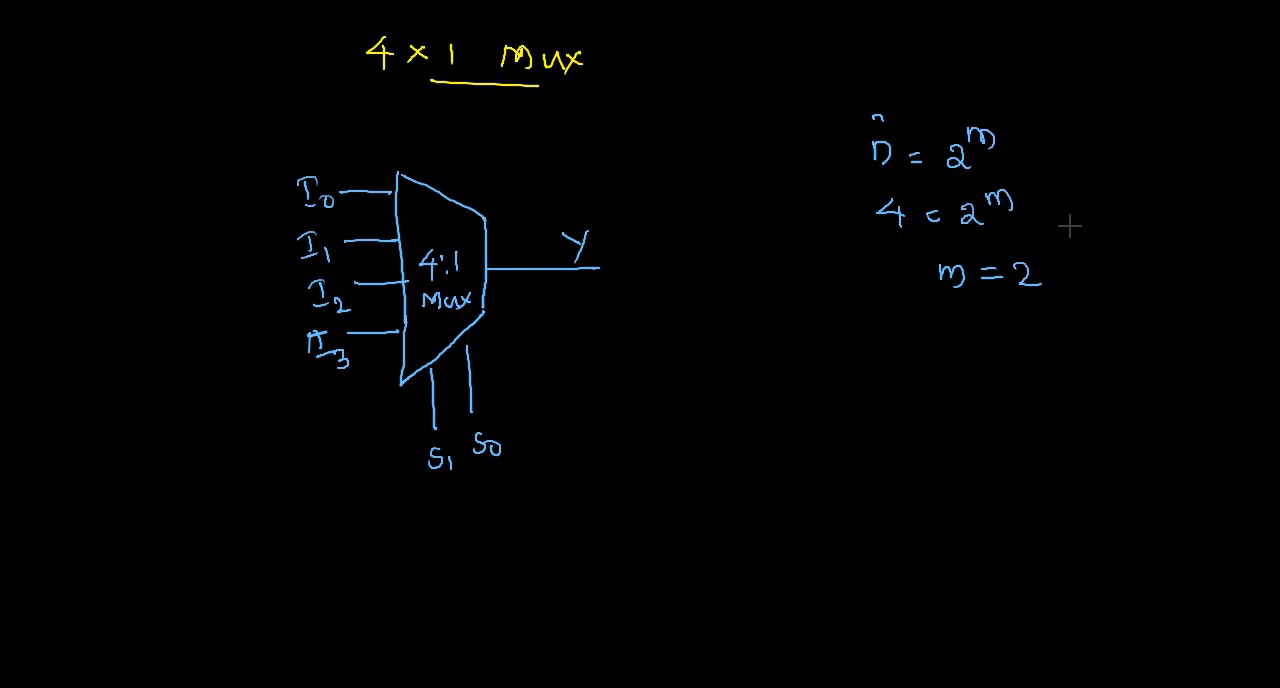 4 × 1 Mux
I0
I1
I2
I3
4:1
Mux
Y
S1 S0
n = 2^m
4 = 2^m
m = 2